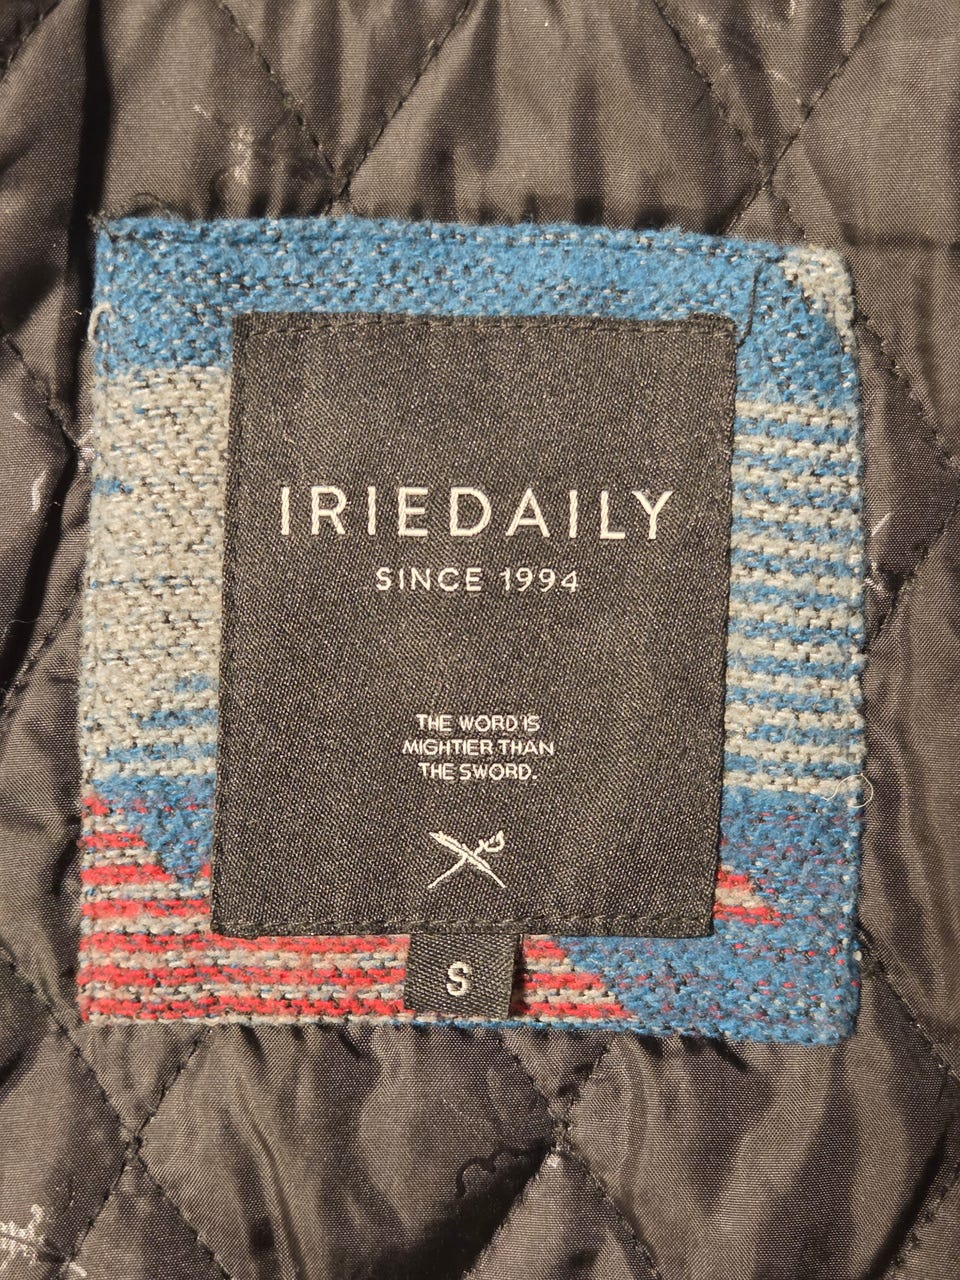 IRIEDAILY
SINCE 1994
THE WORD IS
MIGHTIER THAN
THE SWORD.
S